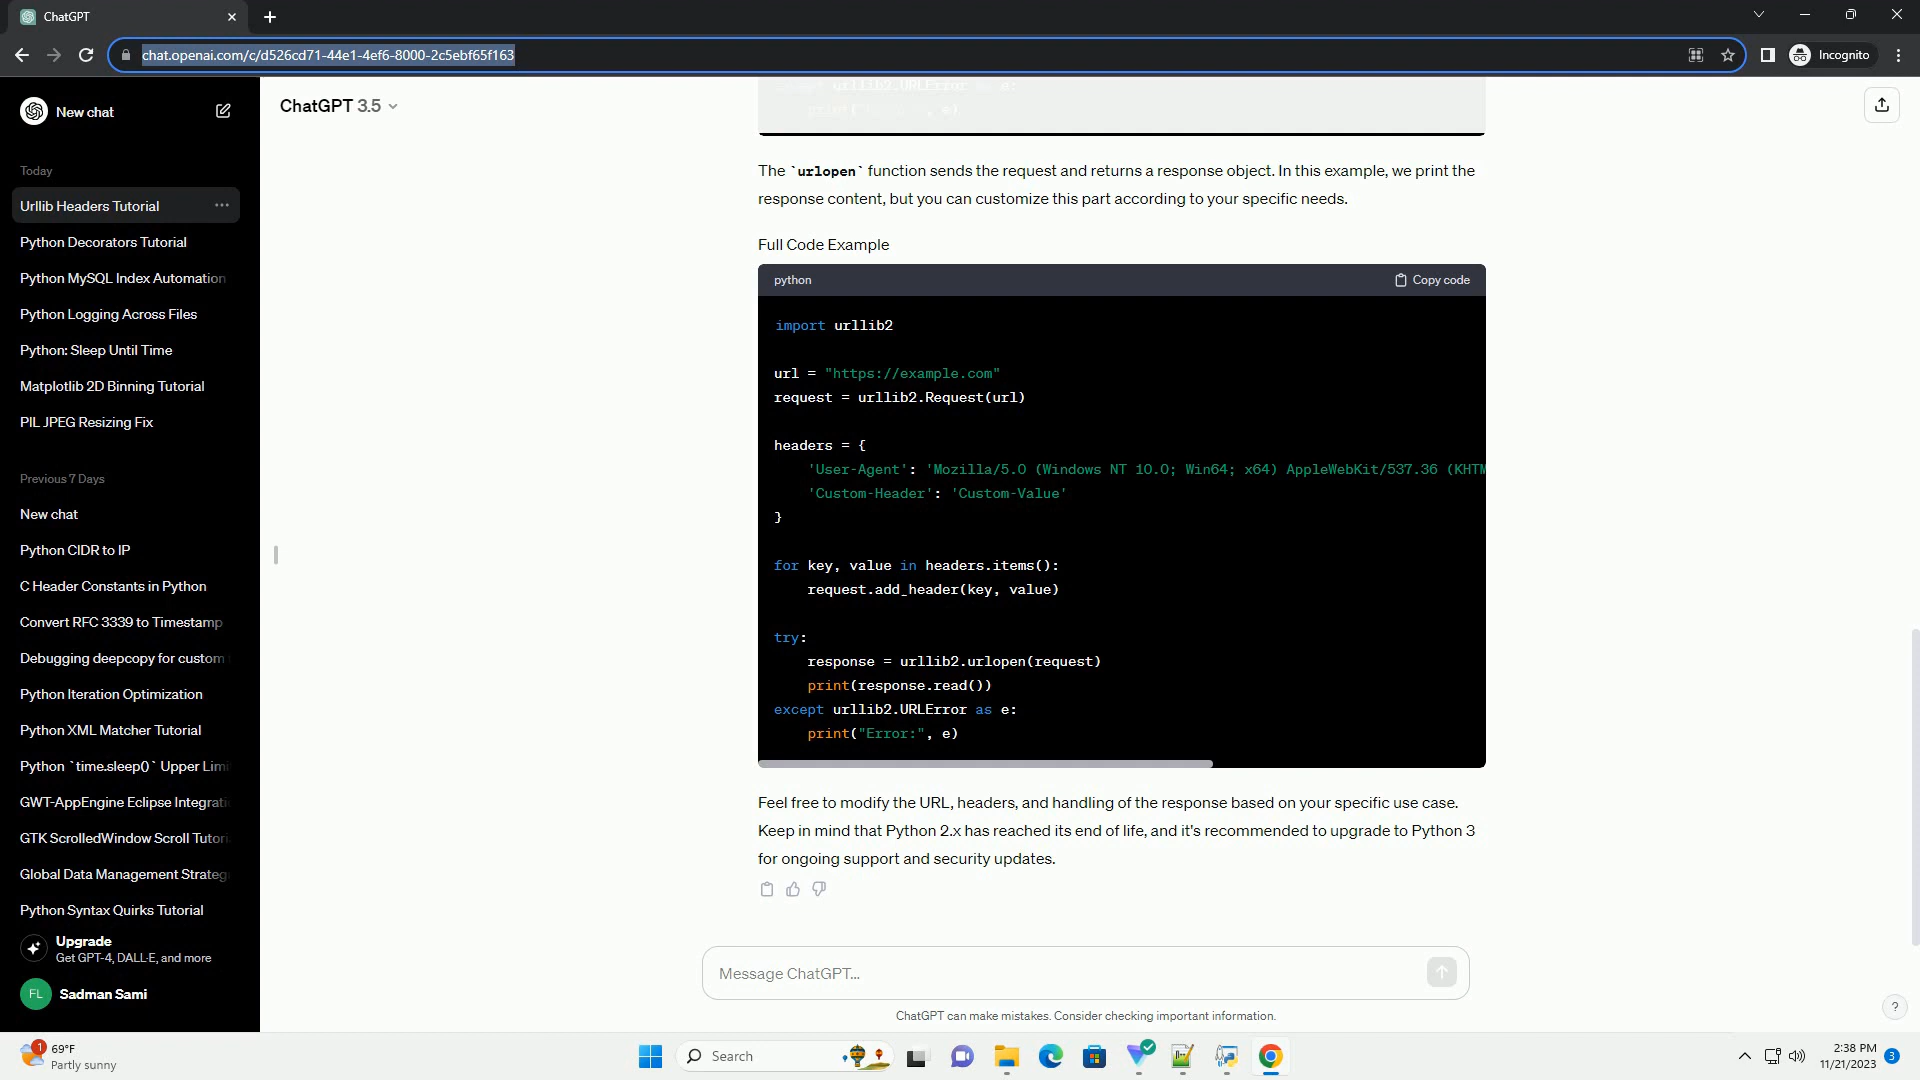 ChatGPT
chat.openai.com/c/d526cd71-44e1-4ef6-8000-2c5ebf65f163
Incognito
New chat
ChatGPT 3.5
Today
Urllib Headers Tutorial
Python Decorators Tutorial
Python MySQL Index Automation
Python Logging Across Files
Python: Sleep Until Time
Matplotlib 2D Binning Tutorial
PIL JPEG Resizing Fix
Previous 7 Days
New chat
Python CIDR to IP
C Header Constants in Python
Convert RFC 3339 to Timestamp
Debugging deepcopy for custom
Python Iteration Optimization
Python XML Matcher Tutorial
Python `time.sleep()` Upper Limi
GWT-AppEngine Eclipse Integrati
GTK ScrolledWindow Scroll Tutori
Global Data Management Strateg
Python Syntax Quirks Tutorial
Upgrade
Get GPT-4, DALL·E, and more
FL Sadman Sami
except urllib2.URLError as e:
print("Error:", e)
The `urlopen` function sends the request and returns a response object. In this example, we print the
response content, but you can customize this part according to your specific needs.
Full Code Example
python
Copy code
import urllib2
url = "https://example.com"
request = urllib2.Request(url)
headers = {
'User-Agent': 'Mozilla/5.0 (Windows NT 10.0; Win64; x64) AppleWebKit/537.36 (KHTM
'Custom-Header': 'Custom-Value'
}
for key, value in headers.items():
request.add_header(key, value)
try:
response = urllib2.urlopen(request)
print(response.read())
except urllib2.URLError as e:
print("Error:", e)
Feel free to modify the URL, headers, and handling of the response based on your specific use case.
Keep in mind that Python 2.x has reached its end of life, and it's recommended to upgrade to Python 3
for ongoing support and security updates.
Message ChatGPT...
ChatGPT can make mistakes. Consider checking important information.
?
1
69°F
Partly sunny
Search
2:38 PM
11/21/2023
3